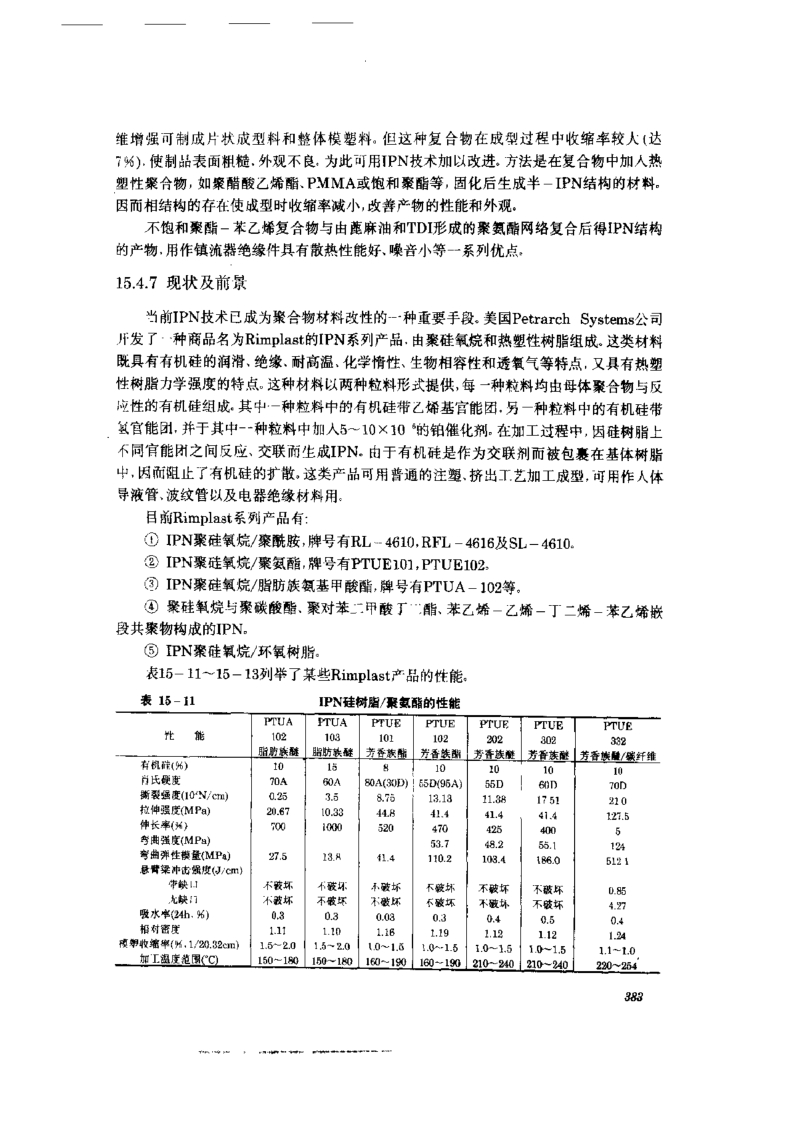 维增强可制成片状成型料和整体模塑料。但这种复合物在成型过程中收缩率较大(达
7%),使制品表面粗糙、外观不良。为此可用IPN技术加以改进。方法是在复合物中加入热
塑性聚合物,如聚醋酸乙烯酯、PMMA或饱和聚酯等,固化后生成半-IPN结构的材料。
因而相结构的存在使成型时收缩率减小,改善产物的性能和外观。
不饱和聚酯-苯乙烯复合物与由蓖麻油和TDI形成的聚氨酯网络复合后得IPN结构
的产物,用作镇流器绝缘件具有散热性能好、噪音小等一系列优点。
15.4.7 现状及前景
当前IPN技术已成为聚合物材料改性的一种重要手段。美国Petrarch Systems公司
开发了一种商品名为Rimplast的IPN系列产品,由聚硅氧烷和热塑性树脂组成。这类材料
既具有有机硅的润滑、绝缘、耐高温、化学惰性、生物相容性和透氧气等特点,又具有热塑
性树脂力学强度的特点。这种材料以两种粒料形式提供,每一种粒料均由母体聚合物与反
应性的有机硅组成。其中一种粒料中的有机硅带乙烯基官能团,另一种粒料中的有机硅带
氢官能团,并于其中一种粒料中加入5~10×10⁻⁶的铂催化剂。在加工过程中,因硅树脂上
不同官能团之间反应、交联而生成IPN。由于有机硅是作为交联剂而被包裹在基体树脂
中,因而阻止了有机硅的扩散。这类产品可用普通的注塑、挤出工艺加工成型,可用作人体
导液管、波纹管以及电器绝缘材料用。
目前Rimplast系列产品有:
① IPN聚硅氧烷/聚酰胺,牌号有RL-4610,RFL-4616及SL-4610。
② IPN聚硅氧烷/聚氨酯,牌号有PTUE101,PTUE102。
③ IPN聚硅氧烷/脂肪族氨基甲酸酯,牌号有PTUA-102等。
④ 聚硅氧烷与聚碳酸酯、聚对苯二甲酸丁二酯、苯乙烯-乙烯-丁二烯-苯乙烯嵌
段共聚物构成的IPN。
⑤ IPN聚硅氧烷/环氧树脂。
表15-11~15-13列举了某些Rimplast产品的性能。
表 15-11 IPN硅树脂/聚氨酯的性能
性 能 PTUA 102 脂肪族醚 PTUA 103 脂肪族醚 PTUE 101 芳香族酯 PTUE 102 芳香族酯 PTUE 202 芳香族醚 PTUE 302 芳香族醚 PTUE 332 芳香族醚/碳纤维
有机硅(%) 10 15 8 10 10 10 10
肖氏硬度 70A 60A 80A(30D) 55D(95A) 55D 60D 70D
撕裂强度(10²N/cm) 0.25 3.5 8.75 13.13 11.38 17.51 21.0
拉伸强度(MPa) 20.67 10.33 44.8 41.4 41.4 41.4 127.5
伸长率(%) 700 1000 520 470 425 400 5
弯曲强度(MPa) 53.7 48.2 55.1 124
弯曲弹性模量(MPa) 27.5 13.8 41.4 110.2 103.4 186.0 512.1
悬臂梁冲击强度(J/cm)
带缺口 不破坏 不破坏 不破坏 不破坏 不破坏 不破坏 0.85
无缺口 不破坏 不破坏 不破坏 不破坏 不破坏 不破坏 4.27
吸水率(24h,%) 0.3 0.3 0.03 0.3 0.4 0.5 0.4
相对密度 1.11 1.10 1.16 1.19 1.12 1.12 1.24
模塑收缩率(%,1/20.32cm) 1.5~2.0 1.5~2.0 1.0~1.5 1.0~1.5 1.0~1.5 1.0~1.5 1.1~1.0
加工温度范围(℃) 150~180 150~180 160~190 160~190 210~240 210~240 220~254
383